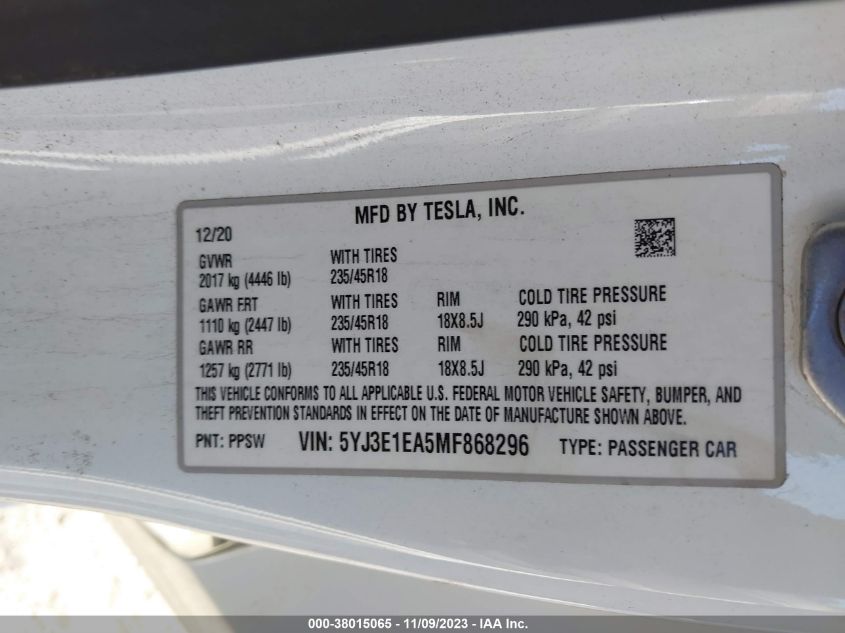 MFD BY TESLA, INC.
12/20
GVWR WITH TIRES
2017 kg (4446 lb) 235/45R18
GAWR FRT WITH TIRES RIM COLD TIRE PRESSURE
1110 kg (2447 lb) 235/45R18 18X8.5J 290 kPa, 42 psi
GAWR RR WITH TIRES RIM COLD TIRE PRESSURE
1257 kg (2771 lb) 235/45R18 18X8.5J 290 kPa, 42 psi
THIS VEHICLE CONFORMS TO ALL APPLICABLE U.S. FEDERAL MOTOR VEHICLE SAFETY, BUMPER, AND
THEFT PREVENTION STANDARDS IN EFFECT ON THE DATE OF MANUFACTURE SHOWN ABOVE.
PNT: PPSW VIN: 5YJ3E1EA5MF868296 TYPE: PASSENGER CAR
000-38015065 - 11/09/2023 - IAA Inc.